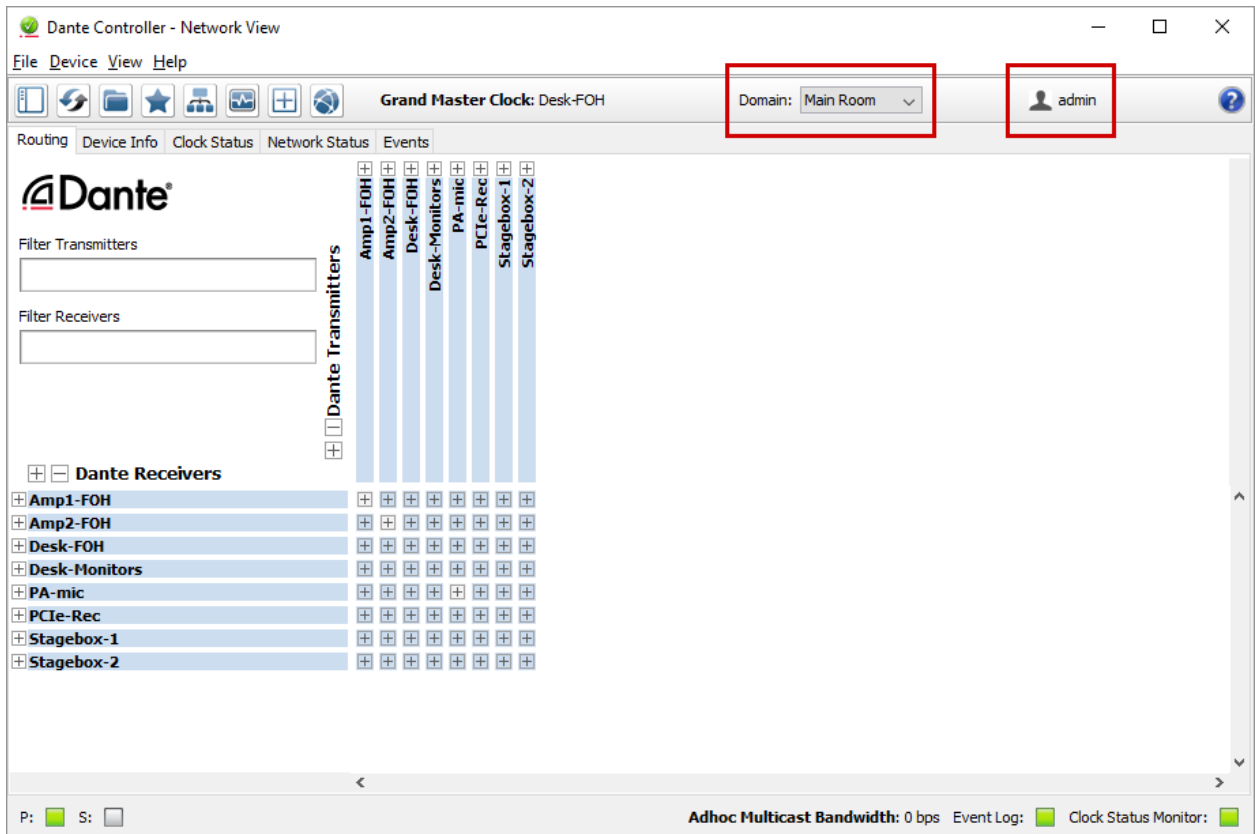 Dante Controller - Network View
File Device View Help
Grand Master Clock: Desk-FOH
Domain: Main Room
admin
?
Routing Device Info Clock Status Network Status Events
Dante®
Filter Transmitters
Filter Receivers
Dante Transmitters
Amp1-FOH
Amp2-FOH
Desk-FOH
Desk-Monitors
PA-mic
PCIe-Rec
Stagebox-1
Stagebox-2
Dante Receivers
Amp1-FOH
Amp2-FOH
Desk-FOH
Desk-Monitors
PA-mic
PCIe-Rec
Stagebox-1
Stagebox-2
P: S: Adhoc Multicast Bandwidth: 0 bps Event Log: Clock Status Monitor: